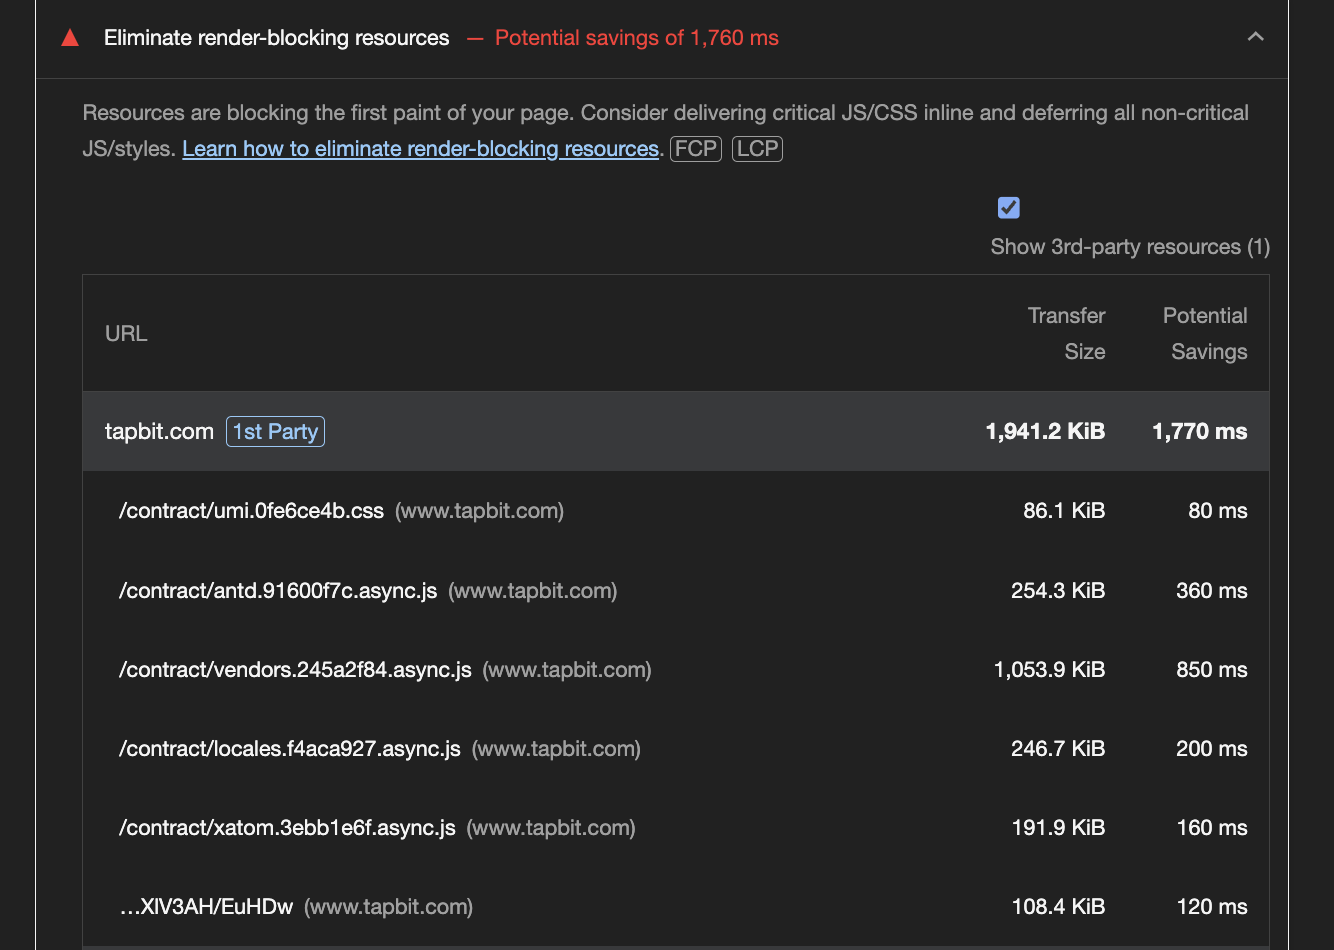 Eliminate render-blocking resources — Potential savings of 1,760 ms
Resources are blocking the first paint of your page. Consider delivering critical JS/CSS inline and deferring all non-critical
JS/styles. Learn how to eliminate render-blocking resources. FCP LCP
Show 3rd-party resources (1)
URL Transfer Size Potential Savings
tapbit.com 1st Party 1,941.2 KiB 1,770 ms
/contract/umi.0fe6ce4b.css (www.tapbit.com) 86.1 KiB 80 ms
/contract/antd.91600f7c.async.js (www.tapbit.com) 254.3 KiB 360 ms
/contract/vendors.245a2f84.async.js (www.tapbit.com) 1,053.9 KiB 850 ms
/contract/locales.f4aca927.async.js (www.tapbit.com) 246.7 KiB 200 ms
/contract/xatom.3ebb1e6f.async.js (www.tapbit.com) 191.9 KiB 160 ms
…XIV3AH/EuHDw (www.tapbit.com) 108.4 KiB 120 ms